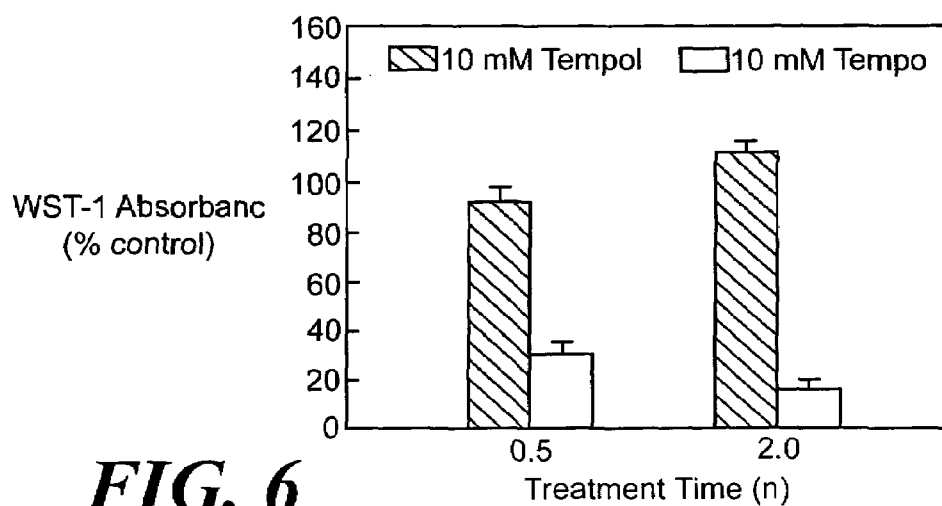 160
140
120
100
80
60
40
20
0
10 mM Tempol
10 mM Tempo
WST-1 Absorbanc
(% control)
0.5
2.0
Treatment Time (n)
FIG. 6